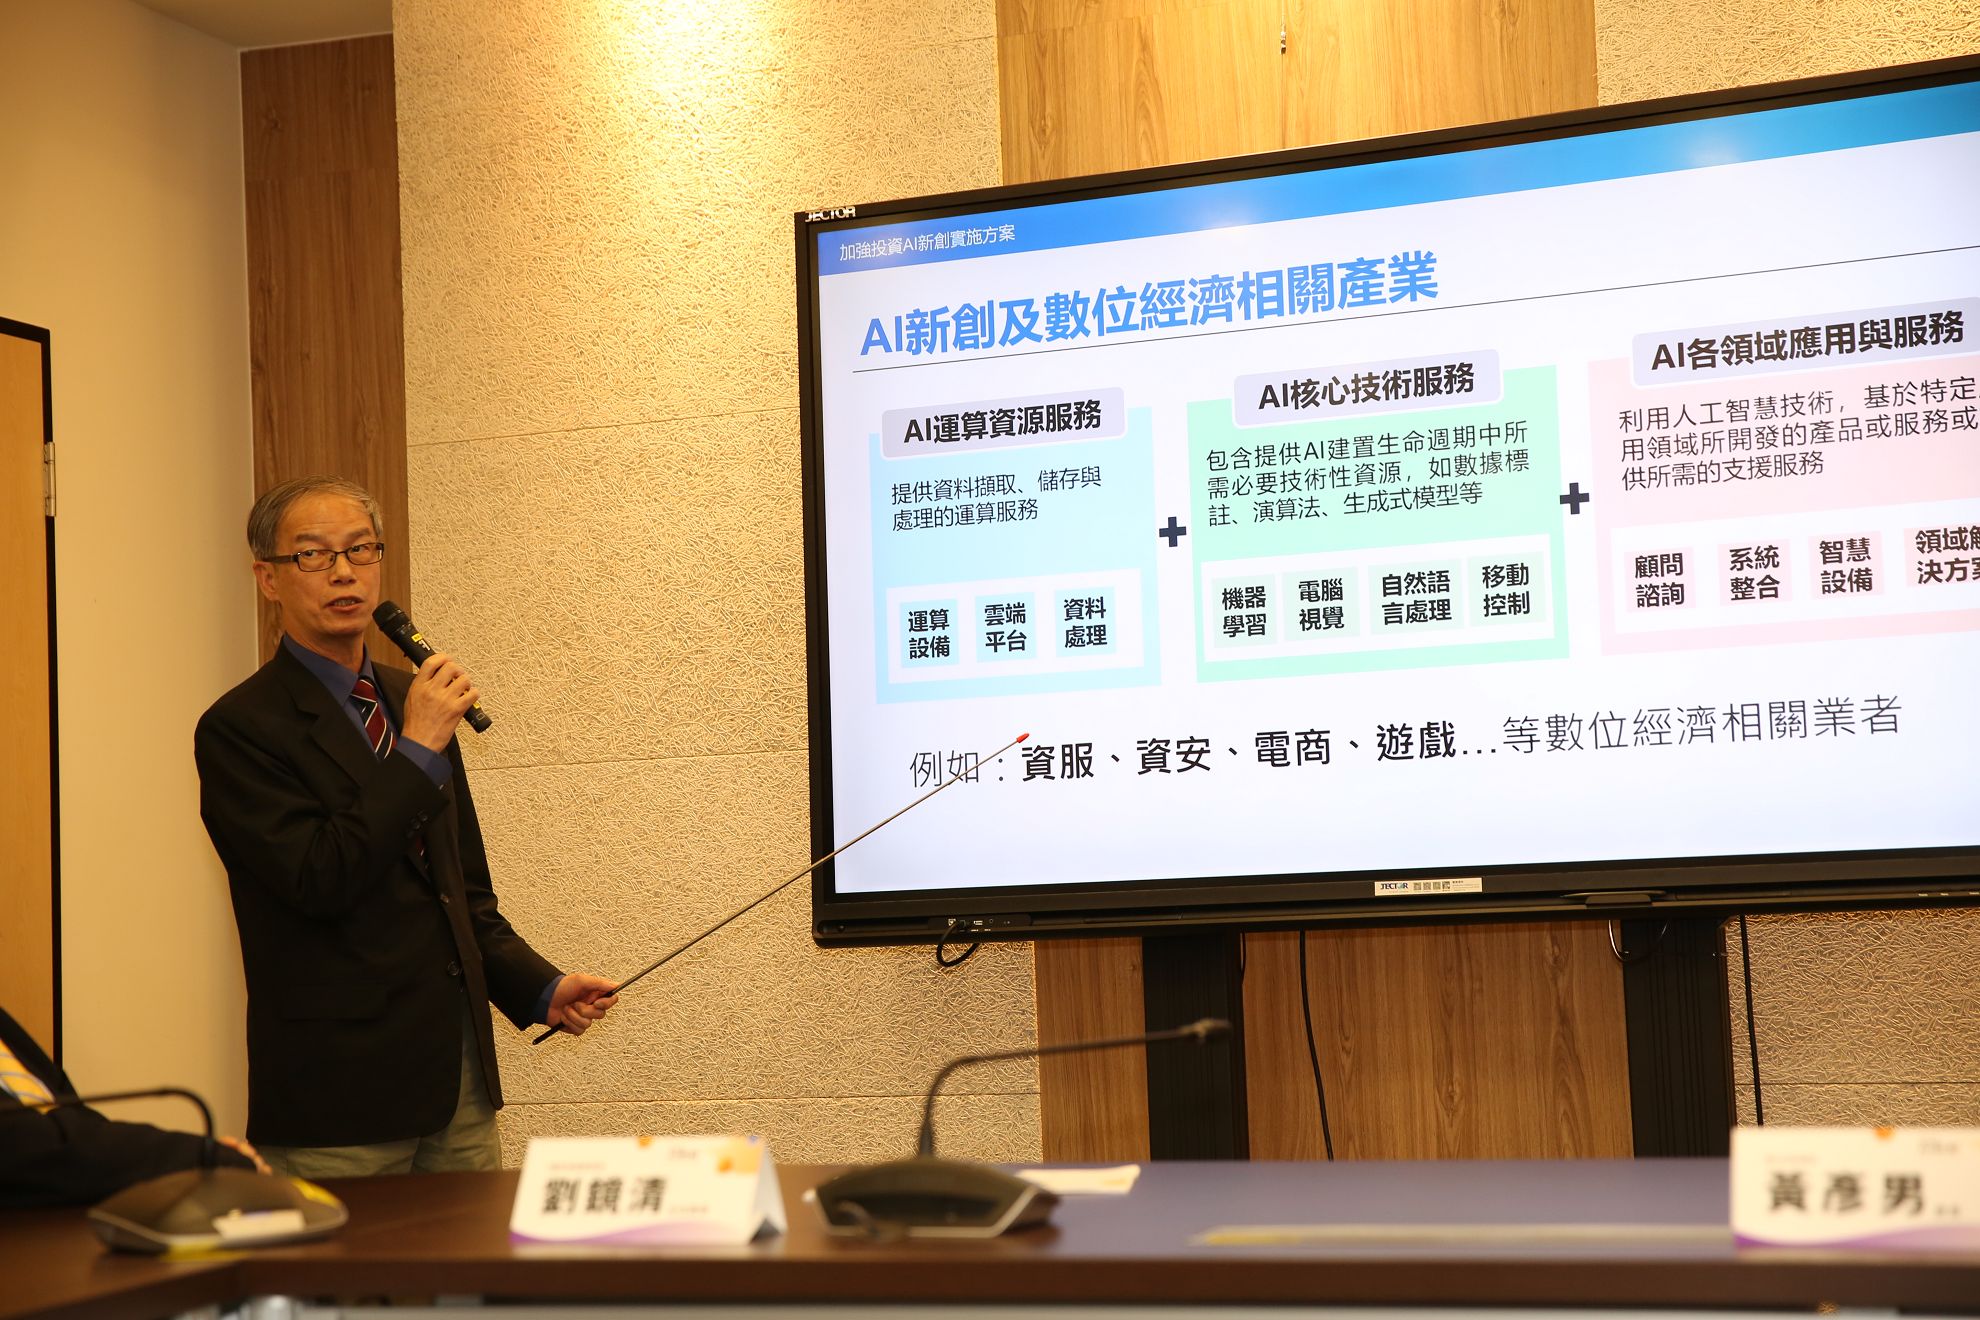 JECTOR
加強投資AI新創實施方案
AI新創及數位經濟相關產業
AI運算資源服務
提供資料擷取、儲存與
處理的運算服務
運算
設備
雲端
平台
資料
處理
AI核心技術服務
包含提供AI建置生命週期中所
需必要技術性資源，如數據標
註、演算法、生成式模型等
機器
學習
電腦
視覺
自然語
言處理
移動
控制
AI各領域應用與服務
利用人工智慧技術，基於特定
用領域所開發的產品或服務或
供所需的支援服務
顧問
諮詢
系統
整合
智慧
設備
領域解
決方案
例如：資服、資安、電商、遊戲...等數位經濟相關業者
JECTOR
劉鏡清
黃彥男